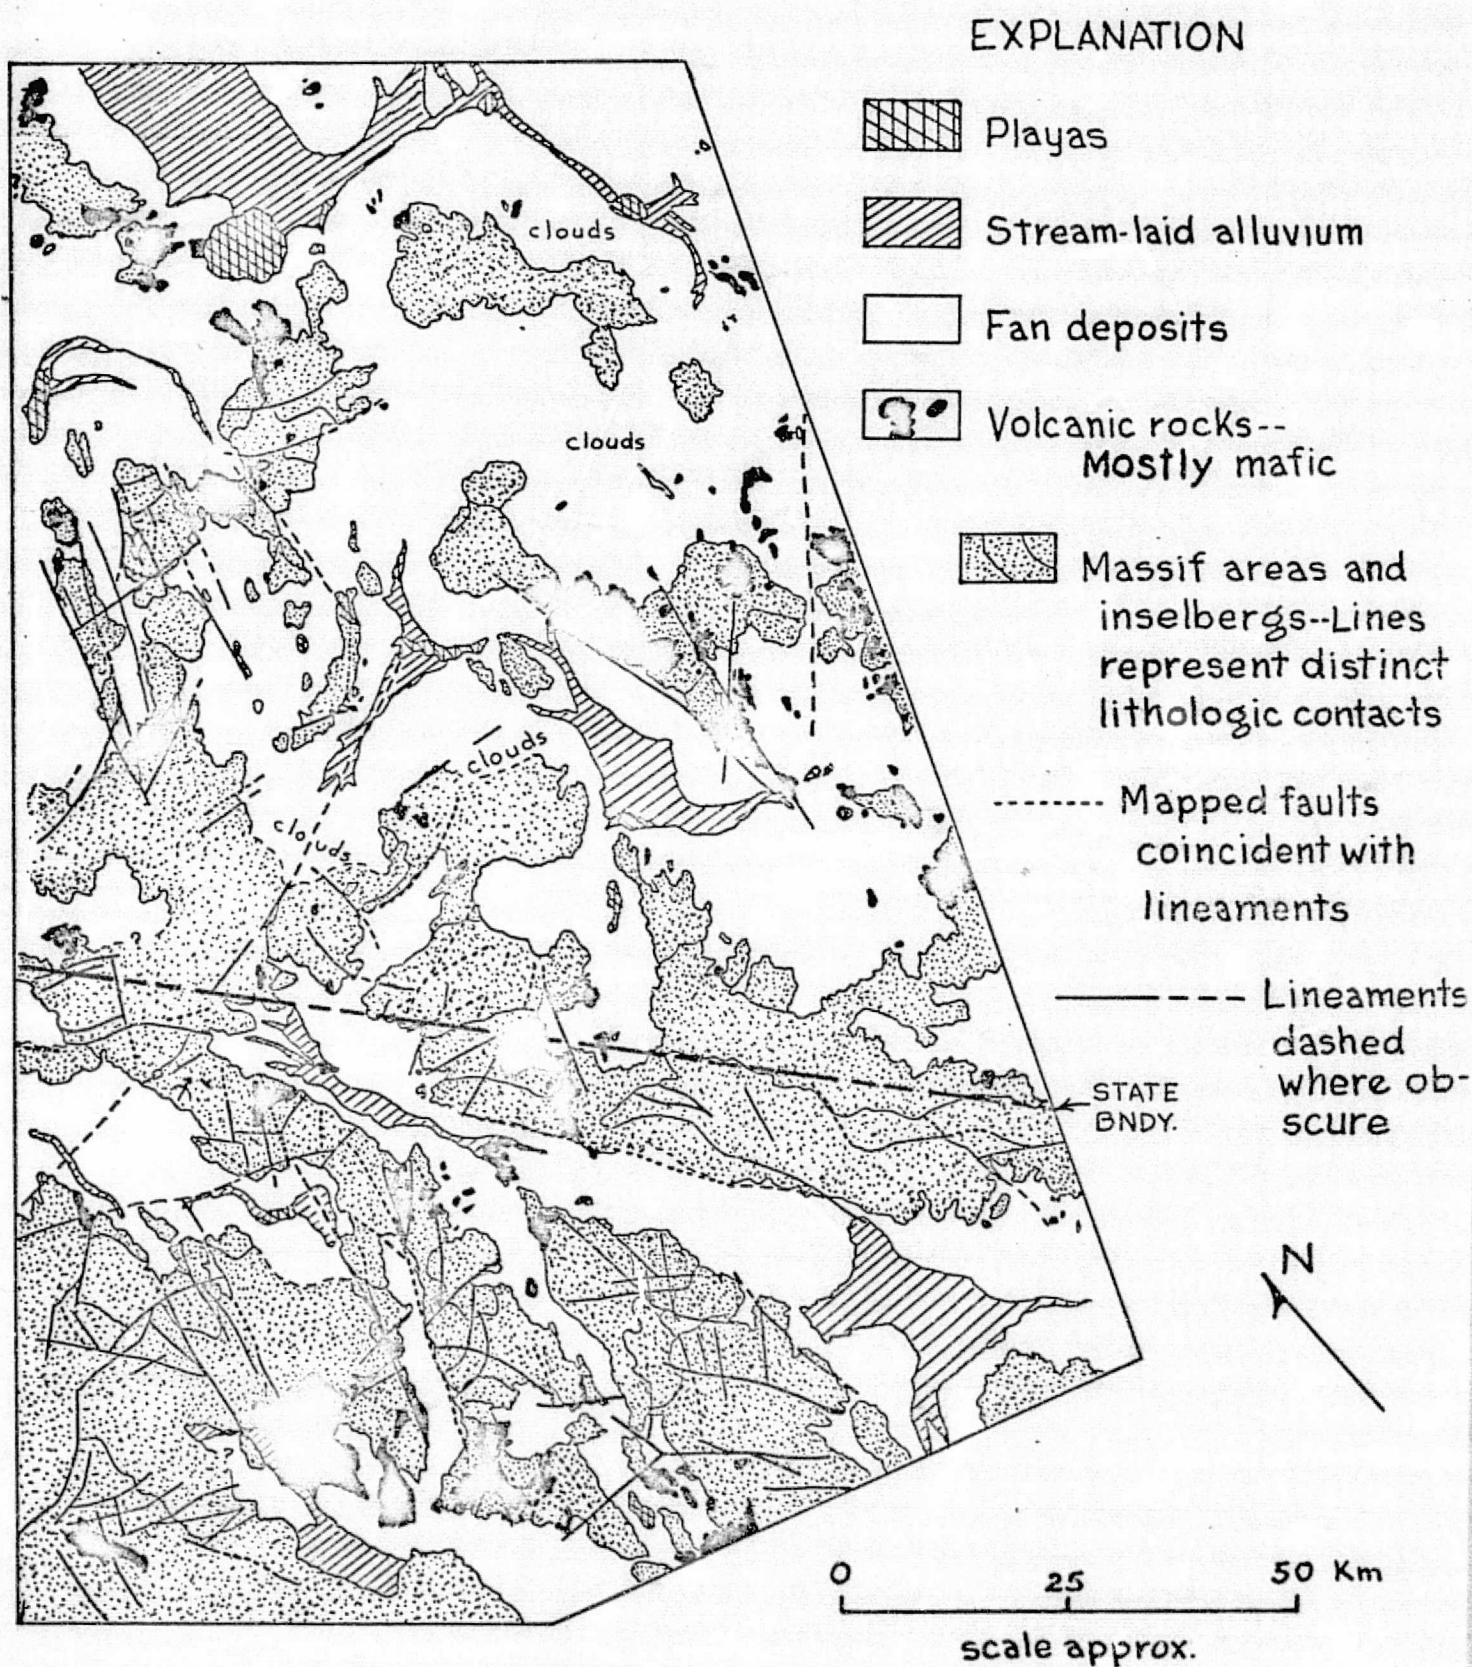 EXPLANATION
Playas
Stream-laid alluvium
Fan deposits
Volcanic rocks--
Mostly mafic
Massif areas and
inselbergs--Lines
represent distinct
lithologic contacts
Mapped faults
coincident with
lineaments
Lineaments
dashed
where ob-
scure
clouds
clouds
clouds
clouds
?
?
STATE
BNDY.
N
0 25 50 Km
scale approx.